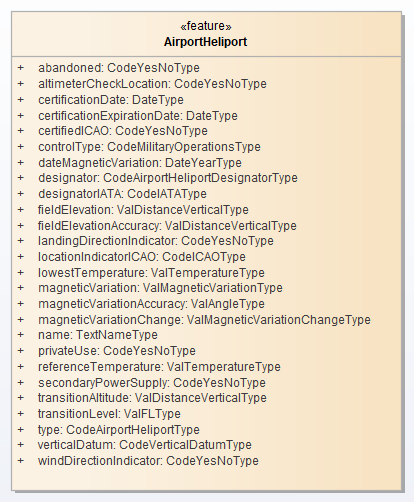 «feature»
AirportHeliport
+ abandoned: CodeYesNoType
+ altimeterCheckLocation: CodeYesNoType
+ certificationDate: DateType
+ certificationExpirationDate: DateType
+ certifiedICAO: CodeYesNoType
+ controlType: CodeMilitaryOperationsType
+ dateMagneticVariation: DateYearType
+ designator: CodeAirportHeliportDesignatorType
+ designatorIATA: CodeIATAType
+ fieldElevation: ValDistanceVerticalType
+ fieldElevationAccuracy: ValDistanceVerticalType
+ landingDirectionIndicator: CodeYesNoType
+ locationIndicatorICAO: CodeICAOType
+ lowestTemperature: ValTemperatureType
+ magneticVariation: ValMagneticVariationType
+ magneticVariationAccuracy: ValAngleType
+ magneticVariationChange: ValMagneticVariationChangeType
+ name: TextNameType
+ privateUse: CodeYesNoType
+ referenceTemperature: ValTemperatureType
+ secondaryPowerSupply: CodeYesNoType
+ transitionAltitude: ValDistanceVerticalType
+ transitionLevel: ValFLType
+ type: CodeAirportHeliportType
+ verticalDatum: CodeVerticalDatumType
+ windDirectionIndicator: CodeYesNoType